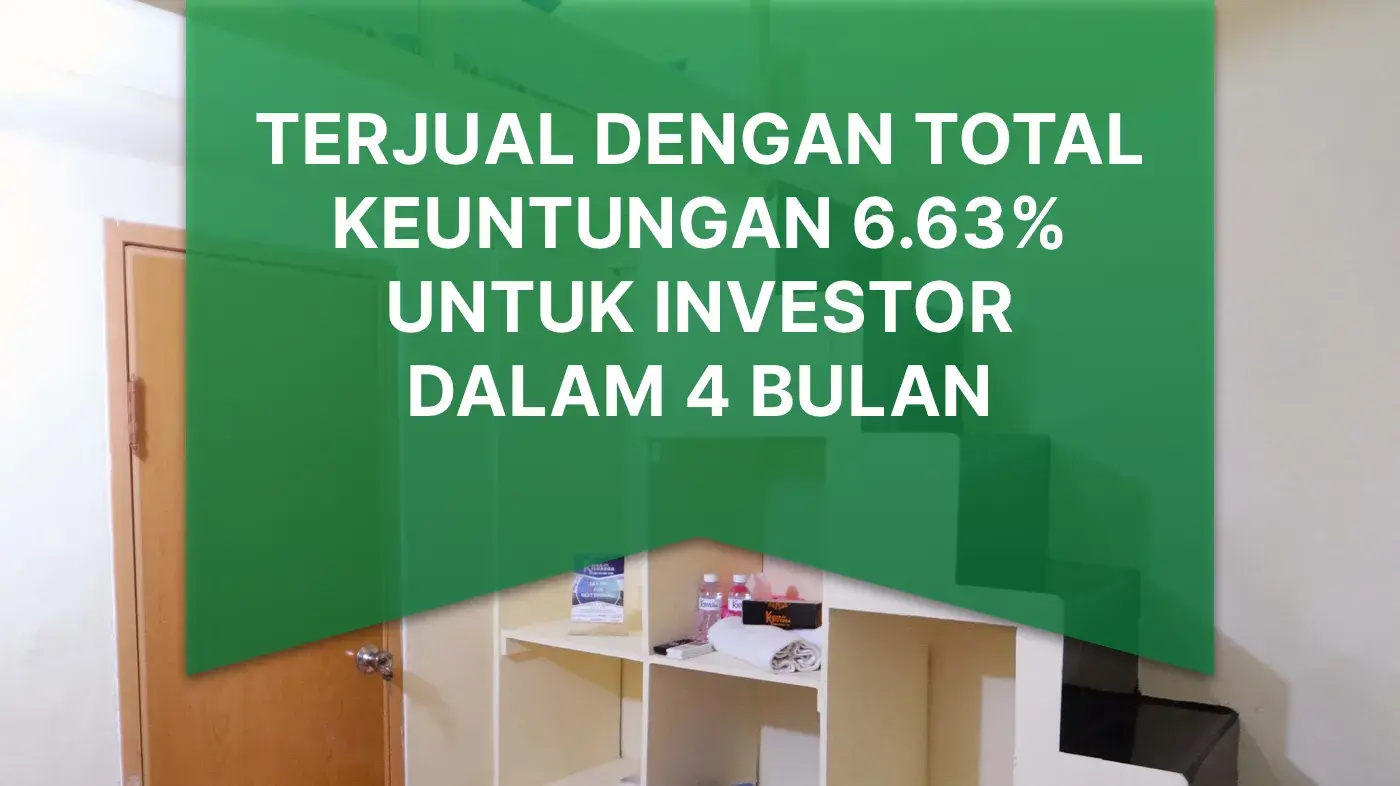 TERJUAL DENGAN TOTAL
KEUNTUNGAN 6.63%
UNTUK INVESTOR
DALAM 4 BULAN